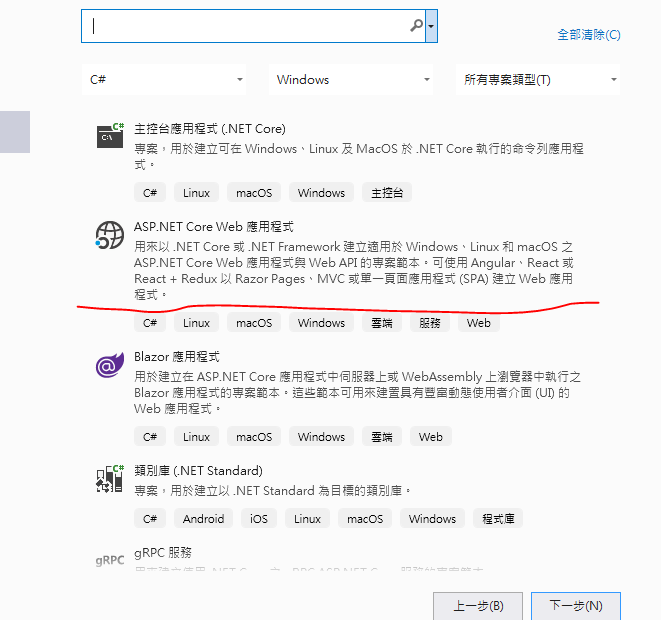 全部清除(C)
C#
Windows
所有專案類型(T)
主控台應用程式 (.NET Core)
專案，用於建立可在 Windows、Linux 及 MacOS 於 .NET Core 執行的命令列應用程
式。
C# Linux macOS Windows 主控台
ASP.NET Core Web 應用程式
用來以 .NET Core 或 .NET Framework 建立適用於 Windows、Linux 和 macOS 之
ASP.NET Core Web 應用程式與 Web API 的專案範本。可使用 Angular、React 或
React + Redux 以 Razor Pages、MVC 或單一頁面應用程式 (SPA) 建立 Web 應用
程式。
C# Linux macOS Windows 雲端 服務 Web
Blazor 應用程式
用於建立在 ASP.NET Core 應用程式中伺服器上或 WebAssembly 上瀏覽器中執行之
Blazor 應用程式的專案範本。這些範本可用來建置具有豐富動態使用者介面 (UI) 的
Web 應用程式。
C# Linux macOS Windows 雲端 Web
類別庫 (.NET Standard)
專案，用於建立以 .NET Standard 為目標的類別庫。
C# Android iOS Linux macOS Windows 程式庫
gRPC gRPC 服務
上一步(B)
下一步(N)